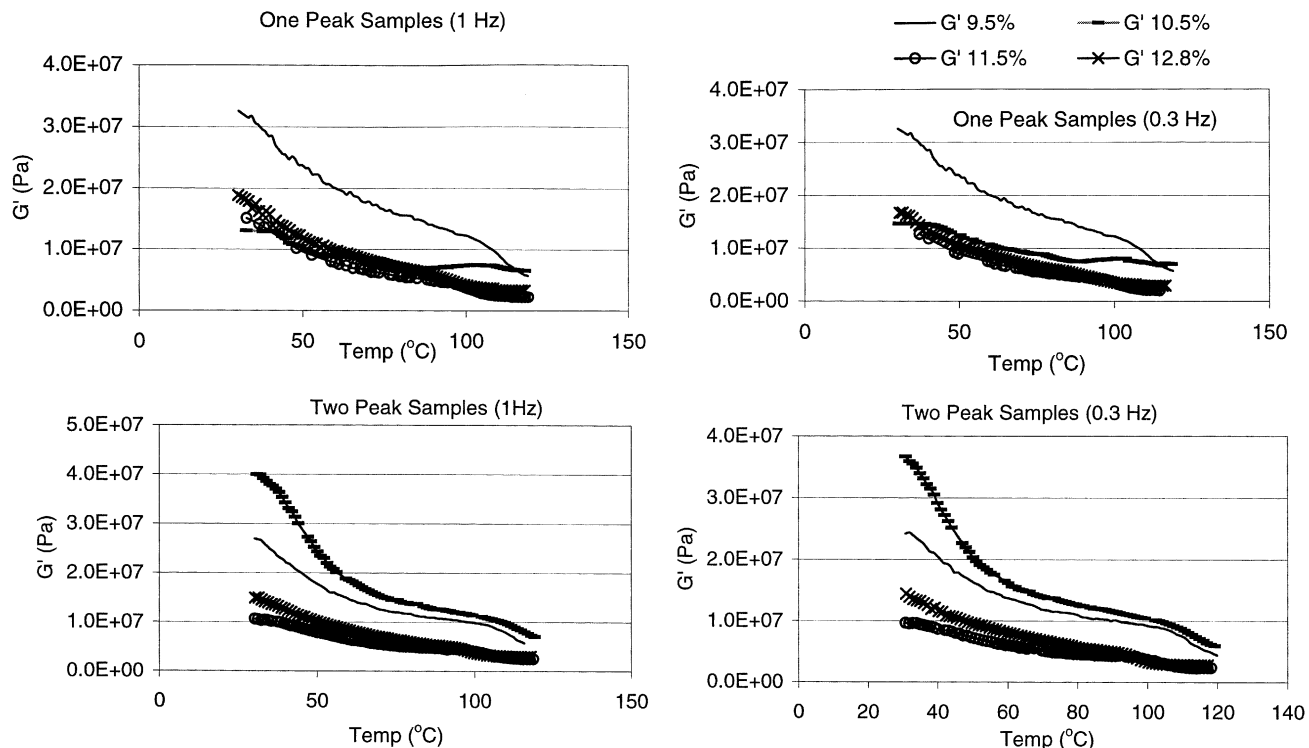 One Peak Samples (1 Hz)
4.0E+07
3.0E+07
2.0E+07
1.0E+07
0.0E+00
G' (Pa)
0 50 100 150
Temp (°C)
G' 9.5% G' 10.5%
G' 11.5% G' 12.8%
One Peak Samples (0.3 Hz)
4.0E+07
3.0E+07
2.0E+07
1.0E+07
0.0E+00
G' (Pa)
0 50 100 150
Temp (°C)
Two Peak Samples (1Hz)
5.0E+07
4.0E+07
3.0E+07
2.0E+07
1.0E+07
0.0E+00
G' (Pa)
0 50 100 150
Temp (°C)
Two Peak Samples (0.3 Hz)
4.0E+07
3.0E+07
2.0E+07
1.0E+07
0.0E+00
G' (Pa)
0 20 40 60 80 100 120 140
Temp (°C)